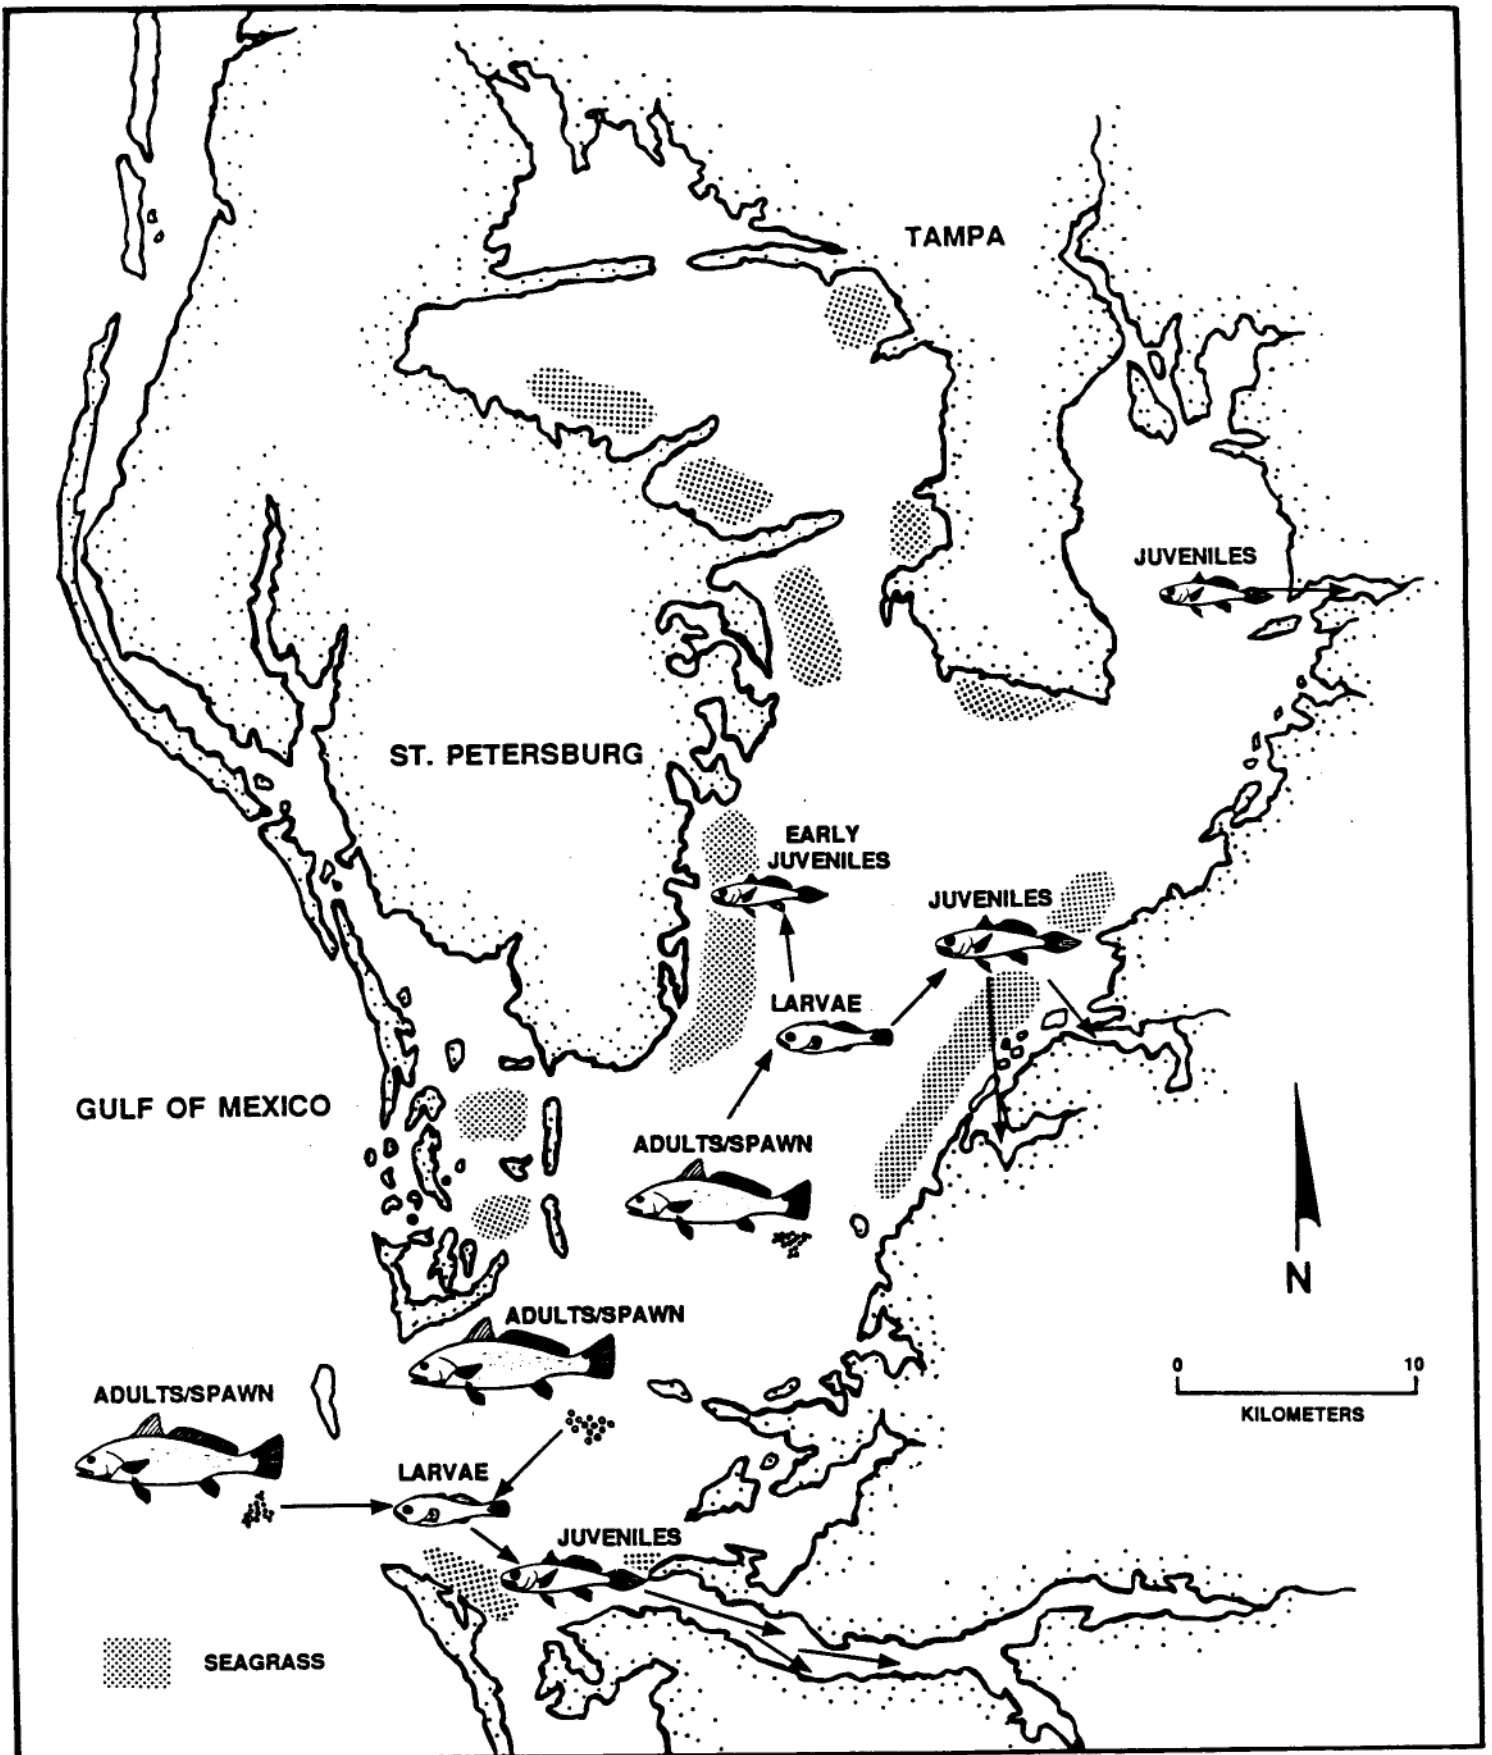 TAMPA
JUVENILES
ST. PETERSBURG
EARLY
JUVENILES
JUVENILES
LARVAE
GULF OF MEXICO
ADULTS/SPAWN
N
ADULTS/SPAWN
0 10
KILOMETERS
ADULTS/SPAWN
LARVAE
JUVENILES
SEAGRASS